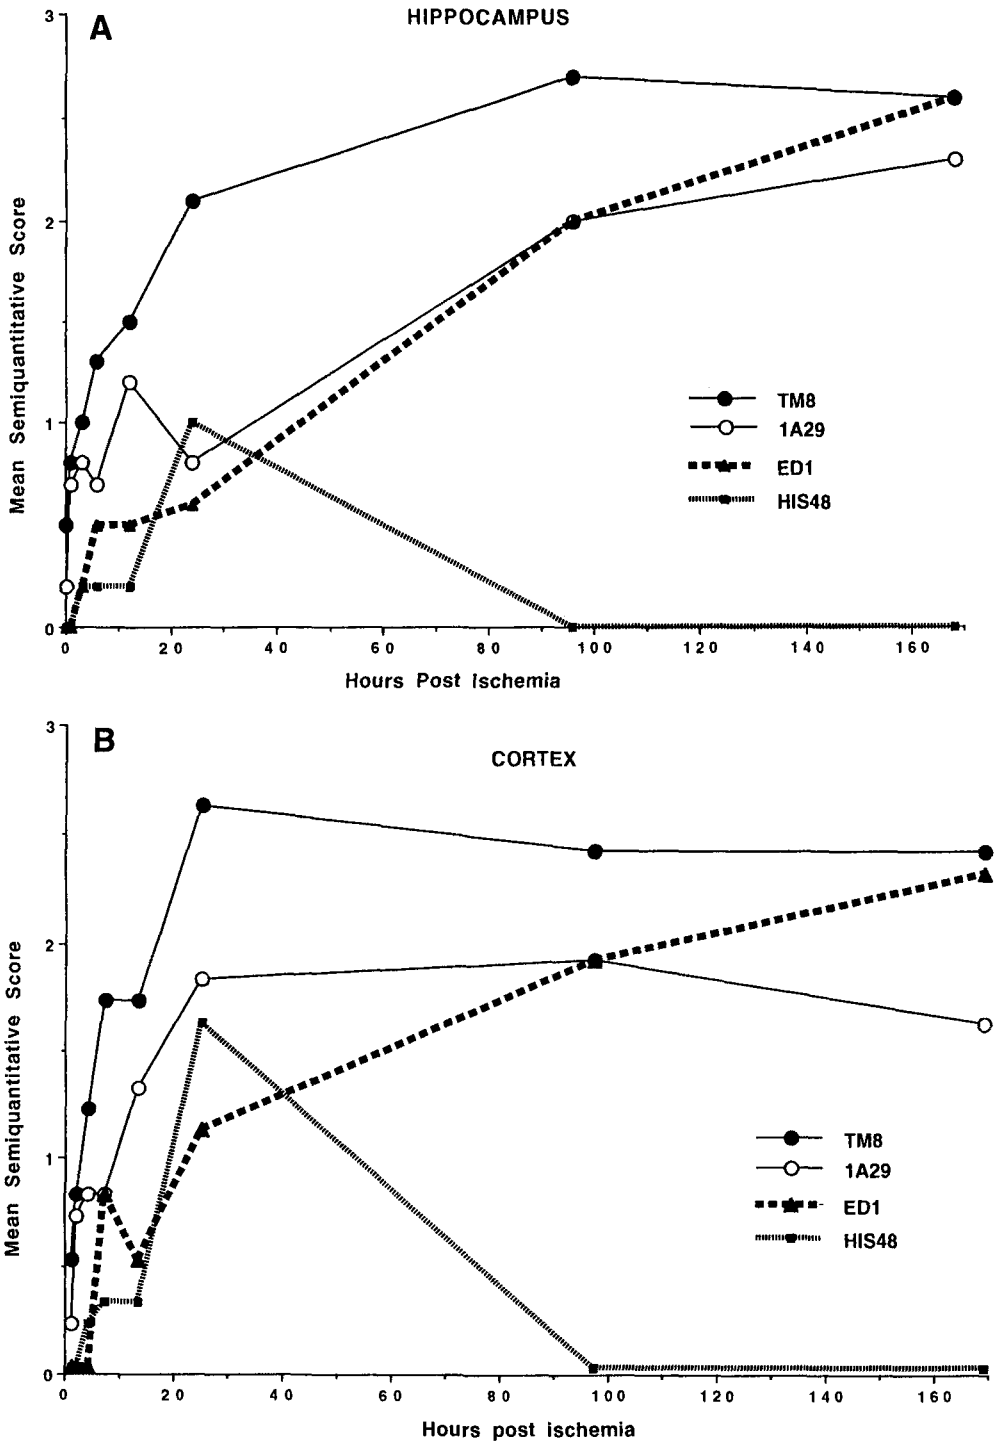 A
HIPPOCAMPUS
3
2
1
0
Mean Semiquantitative Score
TM8
1A29
ED1
HIS48
0 20 40 60 80 100 120 140 160
Hours Post Ischemia
B
CORTEX
3
2
1
0
Mean Semiquantitative Score
TM8
1A29
ED1
HIS48
0 20 40 60 80 100 120 140 160
Hours post ischemia